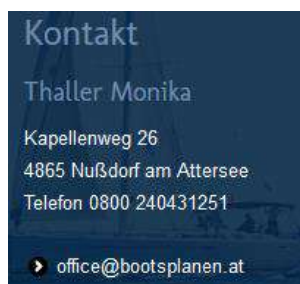 Kontakt
Thaller Monika
Kapellenweg 26
4865 Nußdorf am Attersee
Telefon 0800 240431251
office@bootsplanen.at